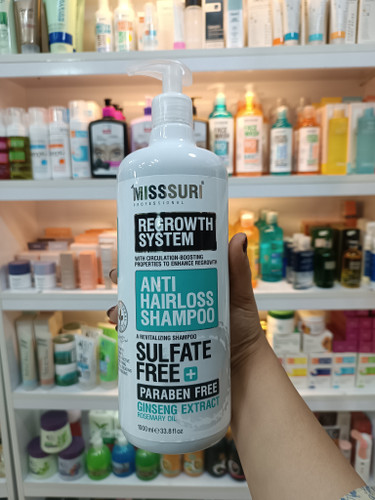 MISSSURI
PROFESSIONAL
REGROWTH
SYSTEM
WITH CIRCULATION-BOOSTING
PROPERTIES TO ENHANCE REGROWTH
ANTI
HAIRLOSS
SHAMPOO
A REVITALIZING SHAMPOO
SULFATE
FREE+
PARABEN FREE
GINSENG EXTRACT
ROSEMARY OIL
1000ml℮33.8fl.oz